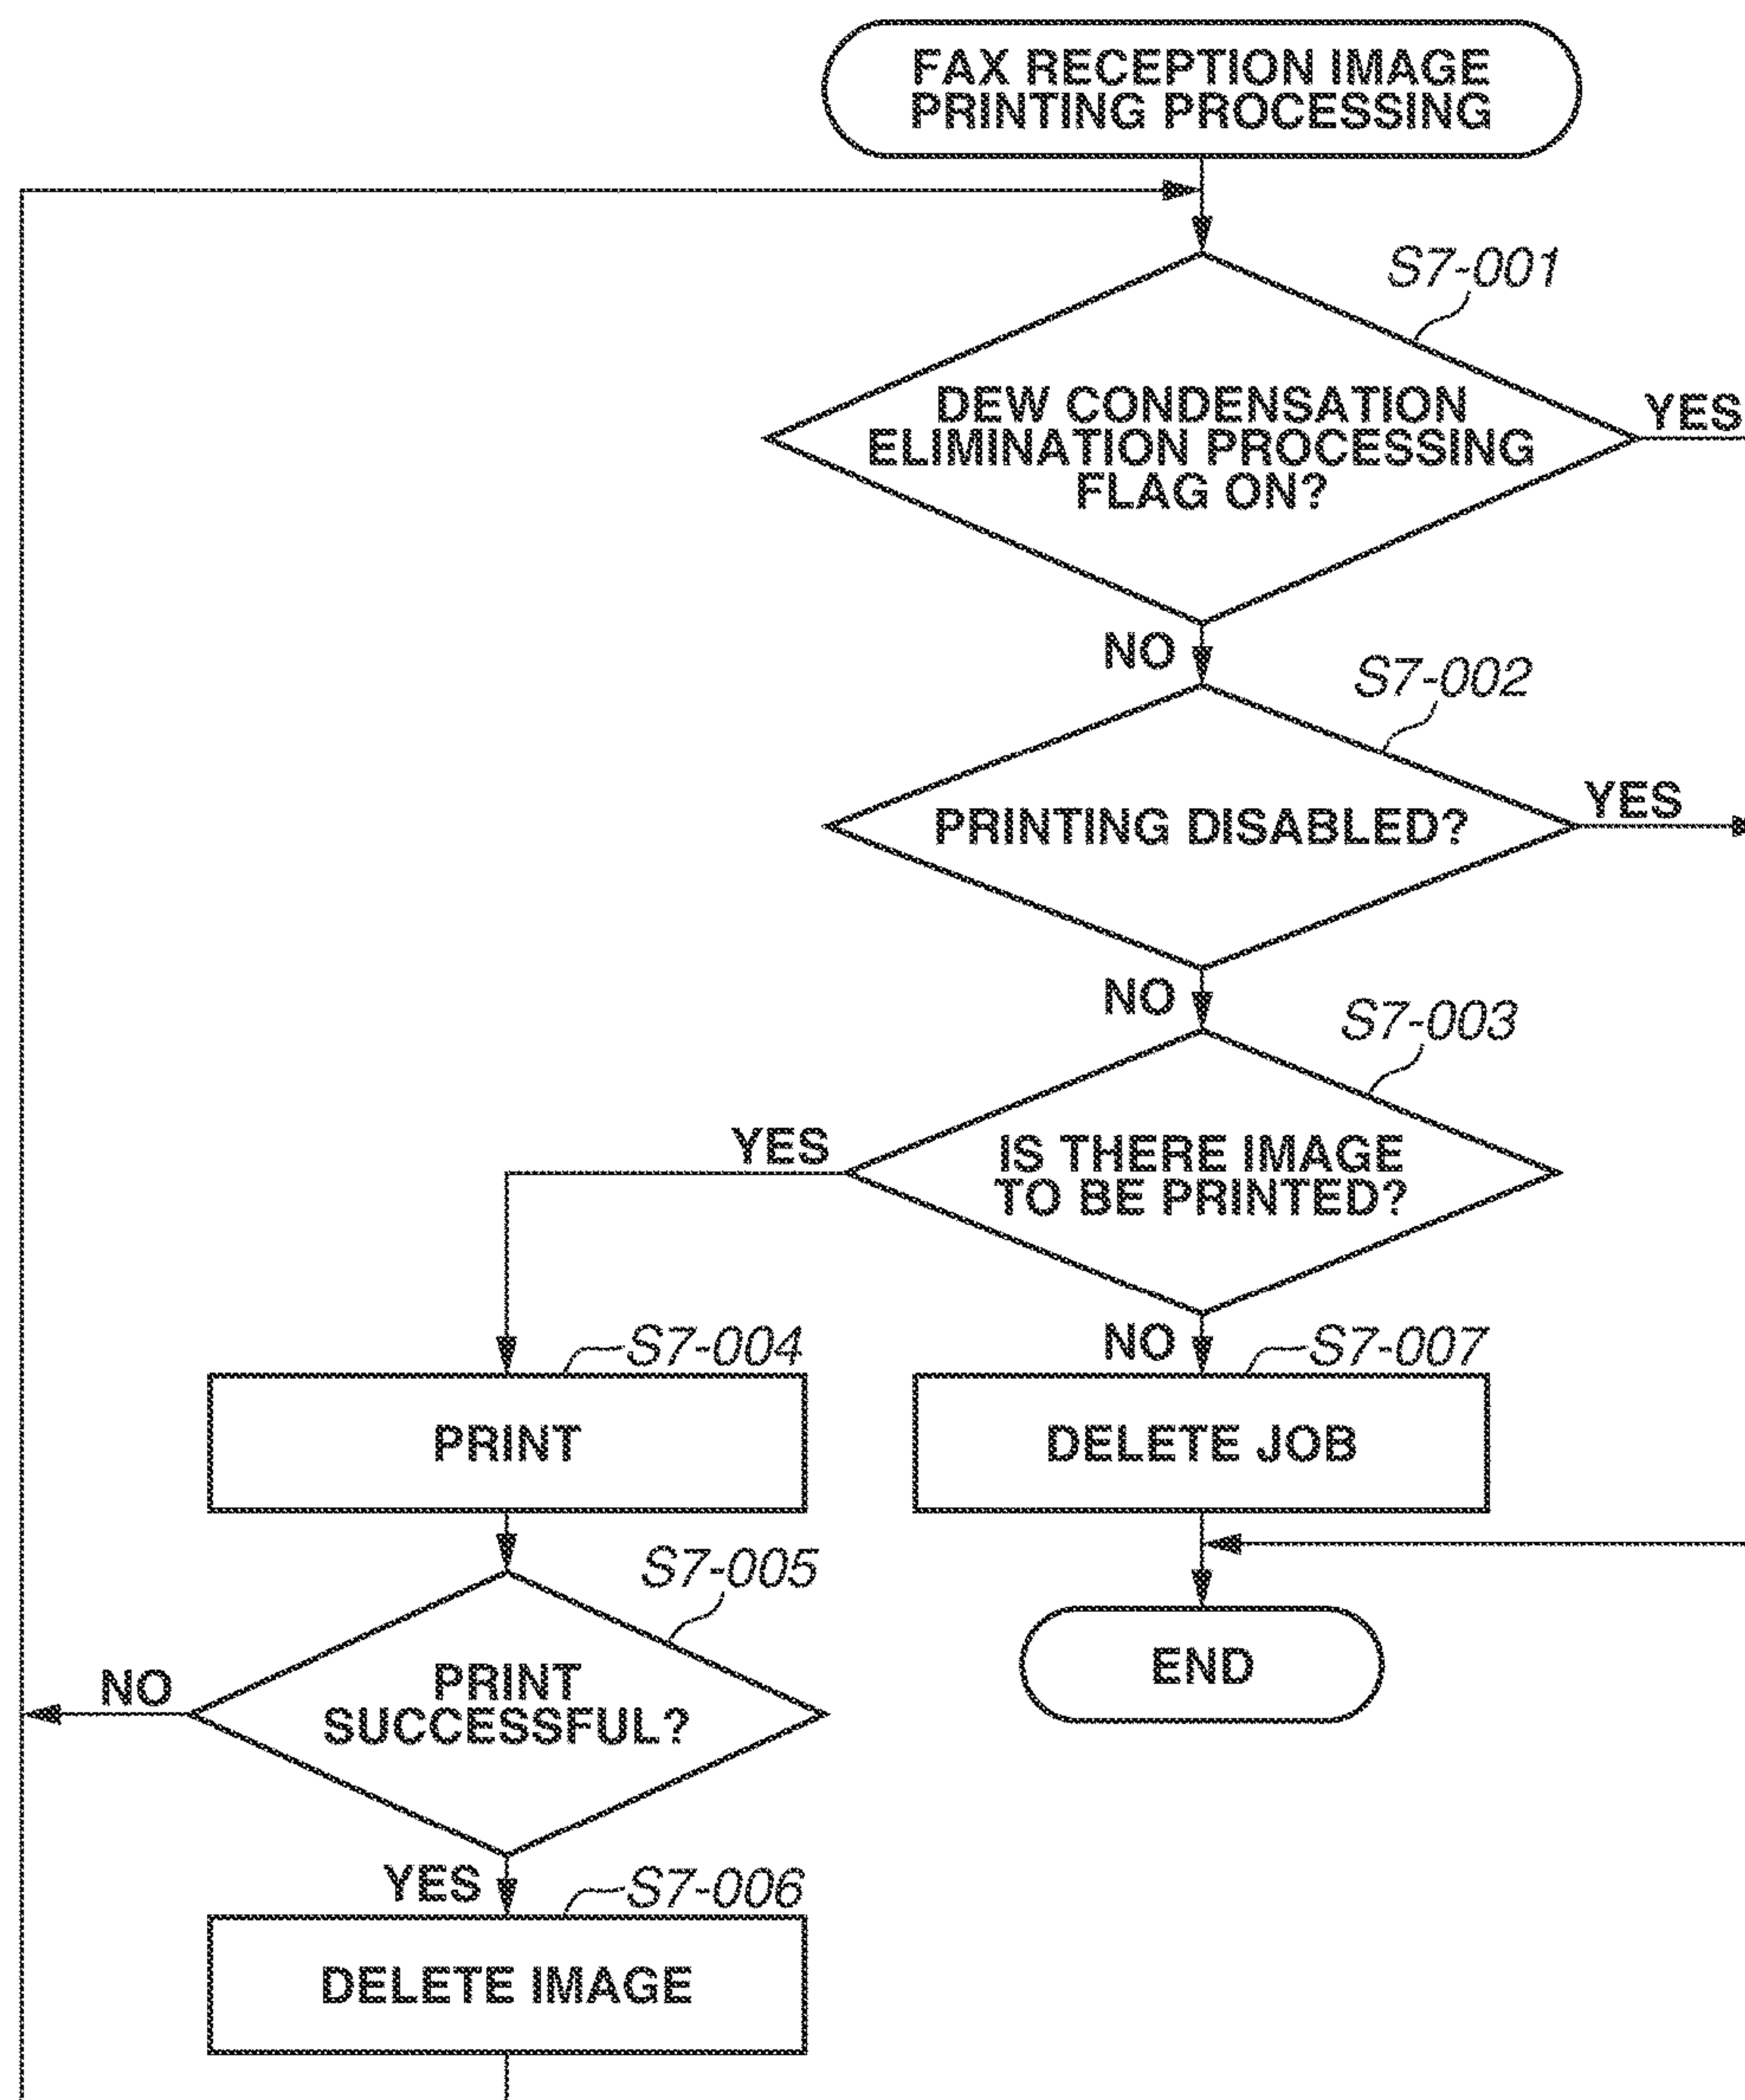 FAX RECEPTION IMAGE
PRINTING PROCESSING
S7-001
DEW CONDENSATION
ELIMINATION PROCESSING
FLAG ON?
YES
NO
S7-002
PRINTING DISABLED?
YES
NO
S7-003
IS THERE IMAGE
TO BE PRINTED?
YES
NO
S7-004
PRINT
S7-007
DELETE JOB
S7-005
PRINT
SUCCESSFUL?
NO
YES
END
S7-006
DELETE IMAGE